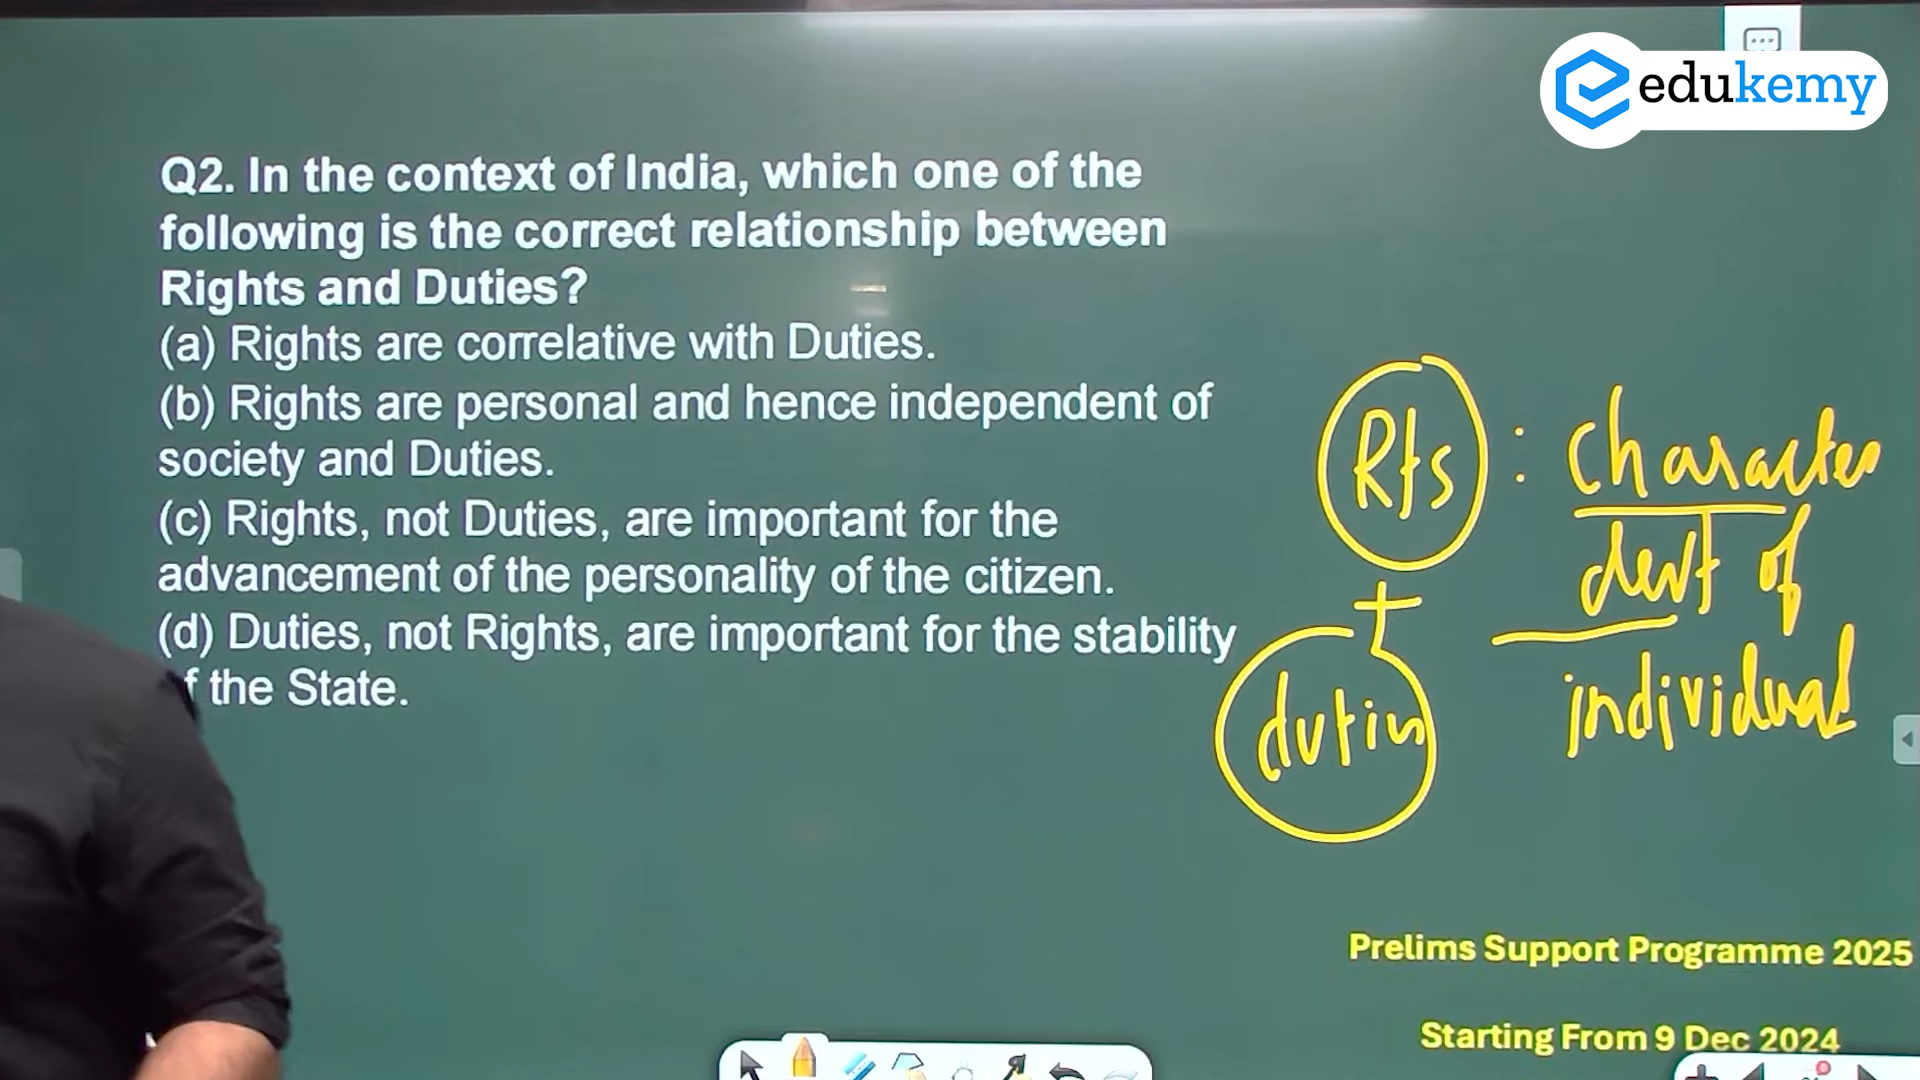 edukemy
Q2. In the context of India, which one of the
following is the correct relationship between
Rights and Duties?
(a) Rights are correlative with Duties.
(b) Rights are personal and hence independent of
society and Duties.
(c) Rights, not Duties, are important for the
advancement of the personality of the citizen.
(d) Duties, not Rights, are important for the stability
f the State.
Rts : character
devt of
individual
+
duties
Prelims Support Programme 2025
Starting From 9 Dec 2024